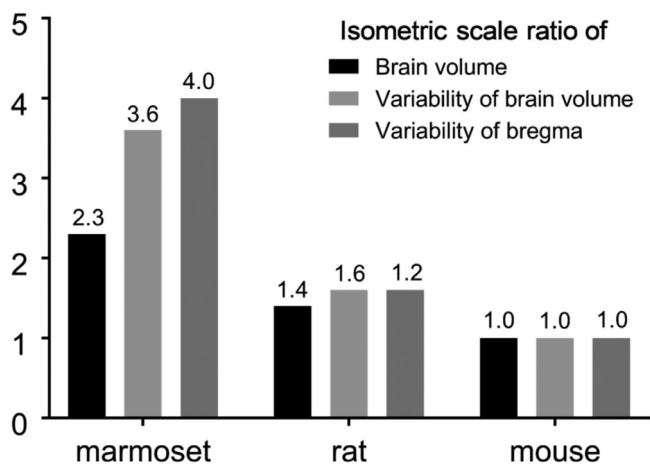 5
4
3
2
1
0
Isometric scale ratio of
Brain volume
Variability of brain volume
Variability of bregma
2.3
3.6
4.0
1.4
1.6
1.2
1.0
1.0
1.0
marmoset
rat
mouse